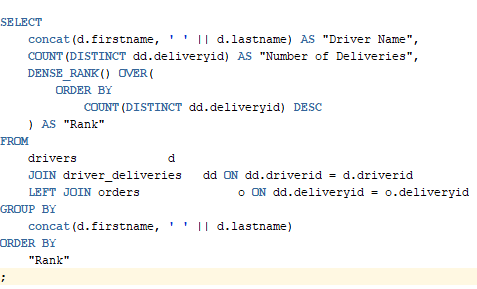 SELECT
    concat(d.firstname, ' ' || d.lastname) AS "Driver Name",
    COUNT(DISTINCT dd.deliveryid) AS "Number of Deliveries",
    DENSE_RANK() OVER(
        ORDER BY
            COUNT(DISTINCT dd.deliveryid) DESC
    ) AS "Rank"
FROM
    drivers             d
    JOIN driver_deliveries   dd ON dd.driverid = d.driverid
    LEFT JOIN orders              o ON dd.deliveryid = o.deliveryid
GROUP BY
    concat(d.firstname, ' ' || d.lastname)
ORDER BY
    "Rank"
;